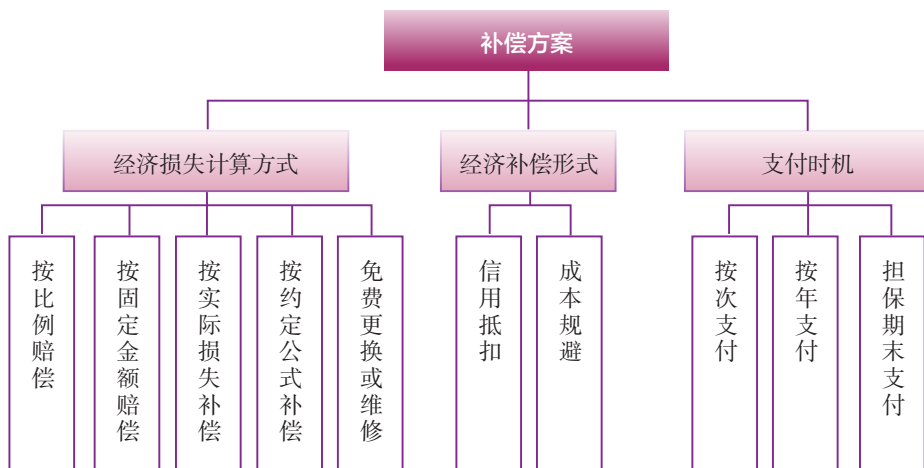 补偿方案
经济损失计算方式
经济补偿形式
支付时机
按比例赔偿
按固定金额赔偿
按实际损失补偿
按约定公式补偿
免费更换或维修
信用抵扣
成本规避
按次支付
按年支付
担保期末支付